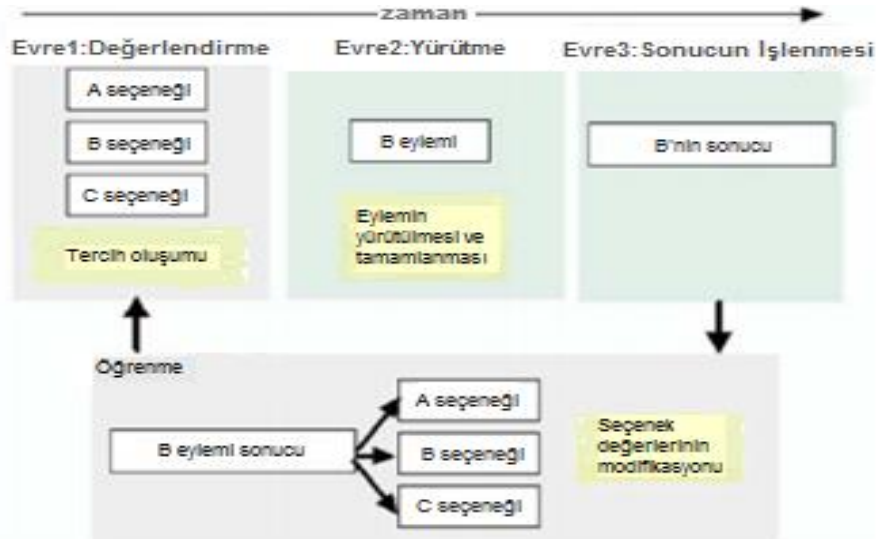 zaman
Evre1:Değerlendirme
Evre2:Yürütme
Evre3:Sonucun İşlenmesi
A seçeneği
B seçeneği
C seçeneği
Tercih oluşumu
B eylemi
Eylemin
yürütülmesi ve
tamamlanması
B'nin sonucu
Öğrenme
B eylemi sonucu
A seçeneği
B seçeneği
C seçeneği
Seçenek
değerlerinin
modifikasyonu